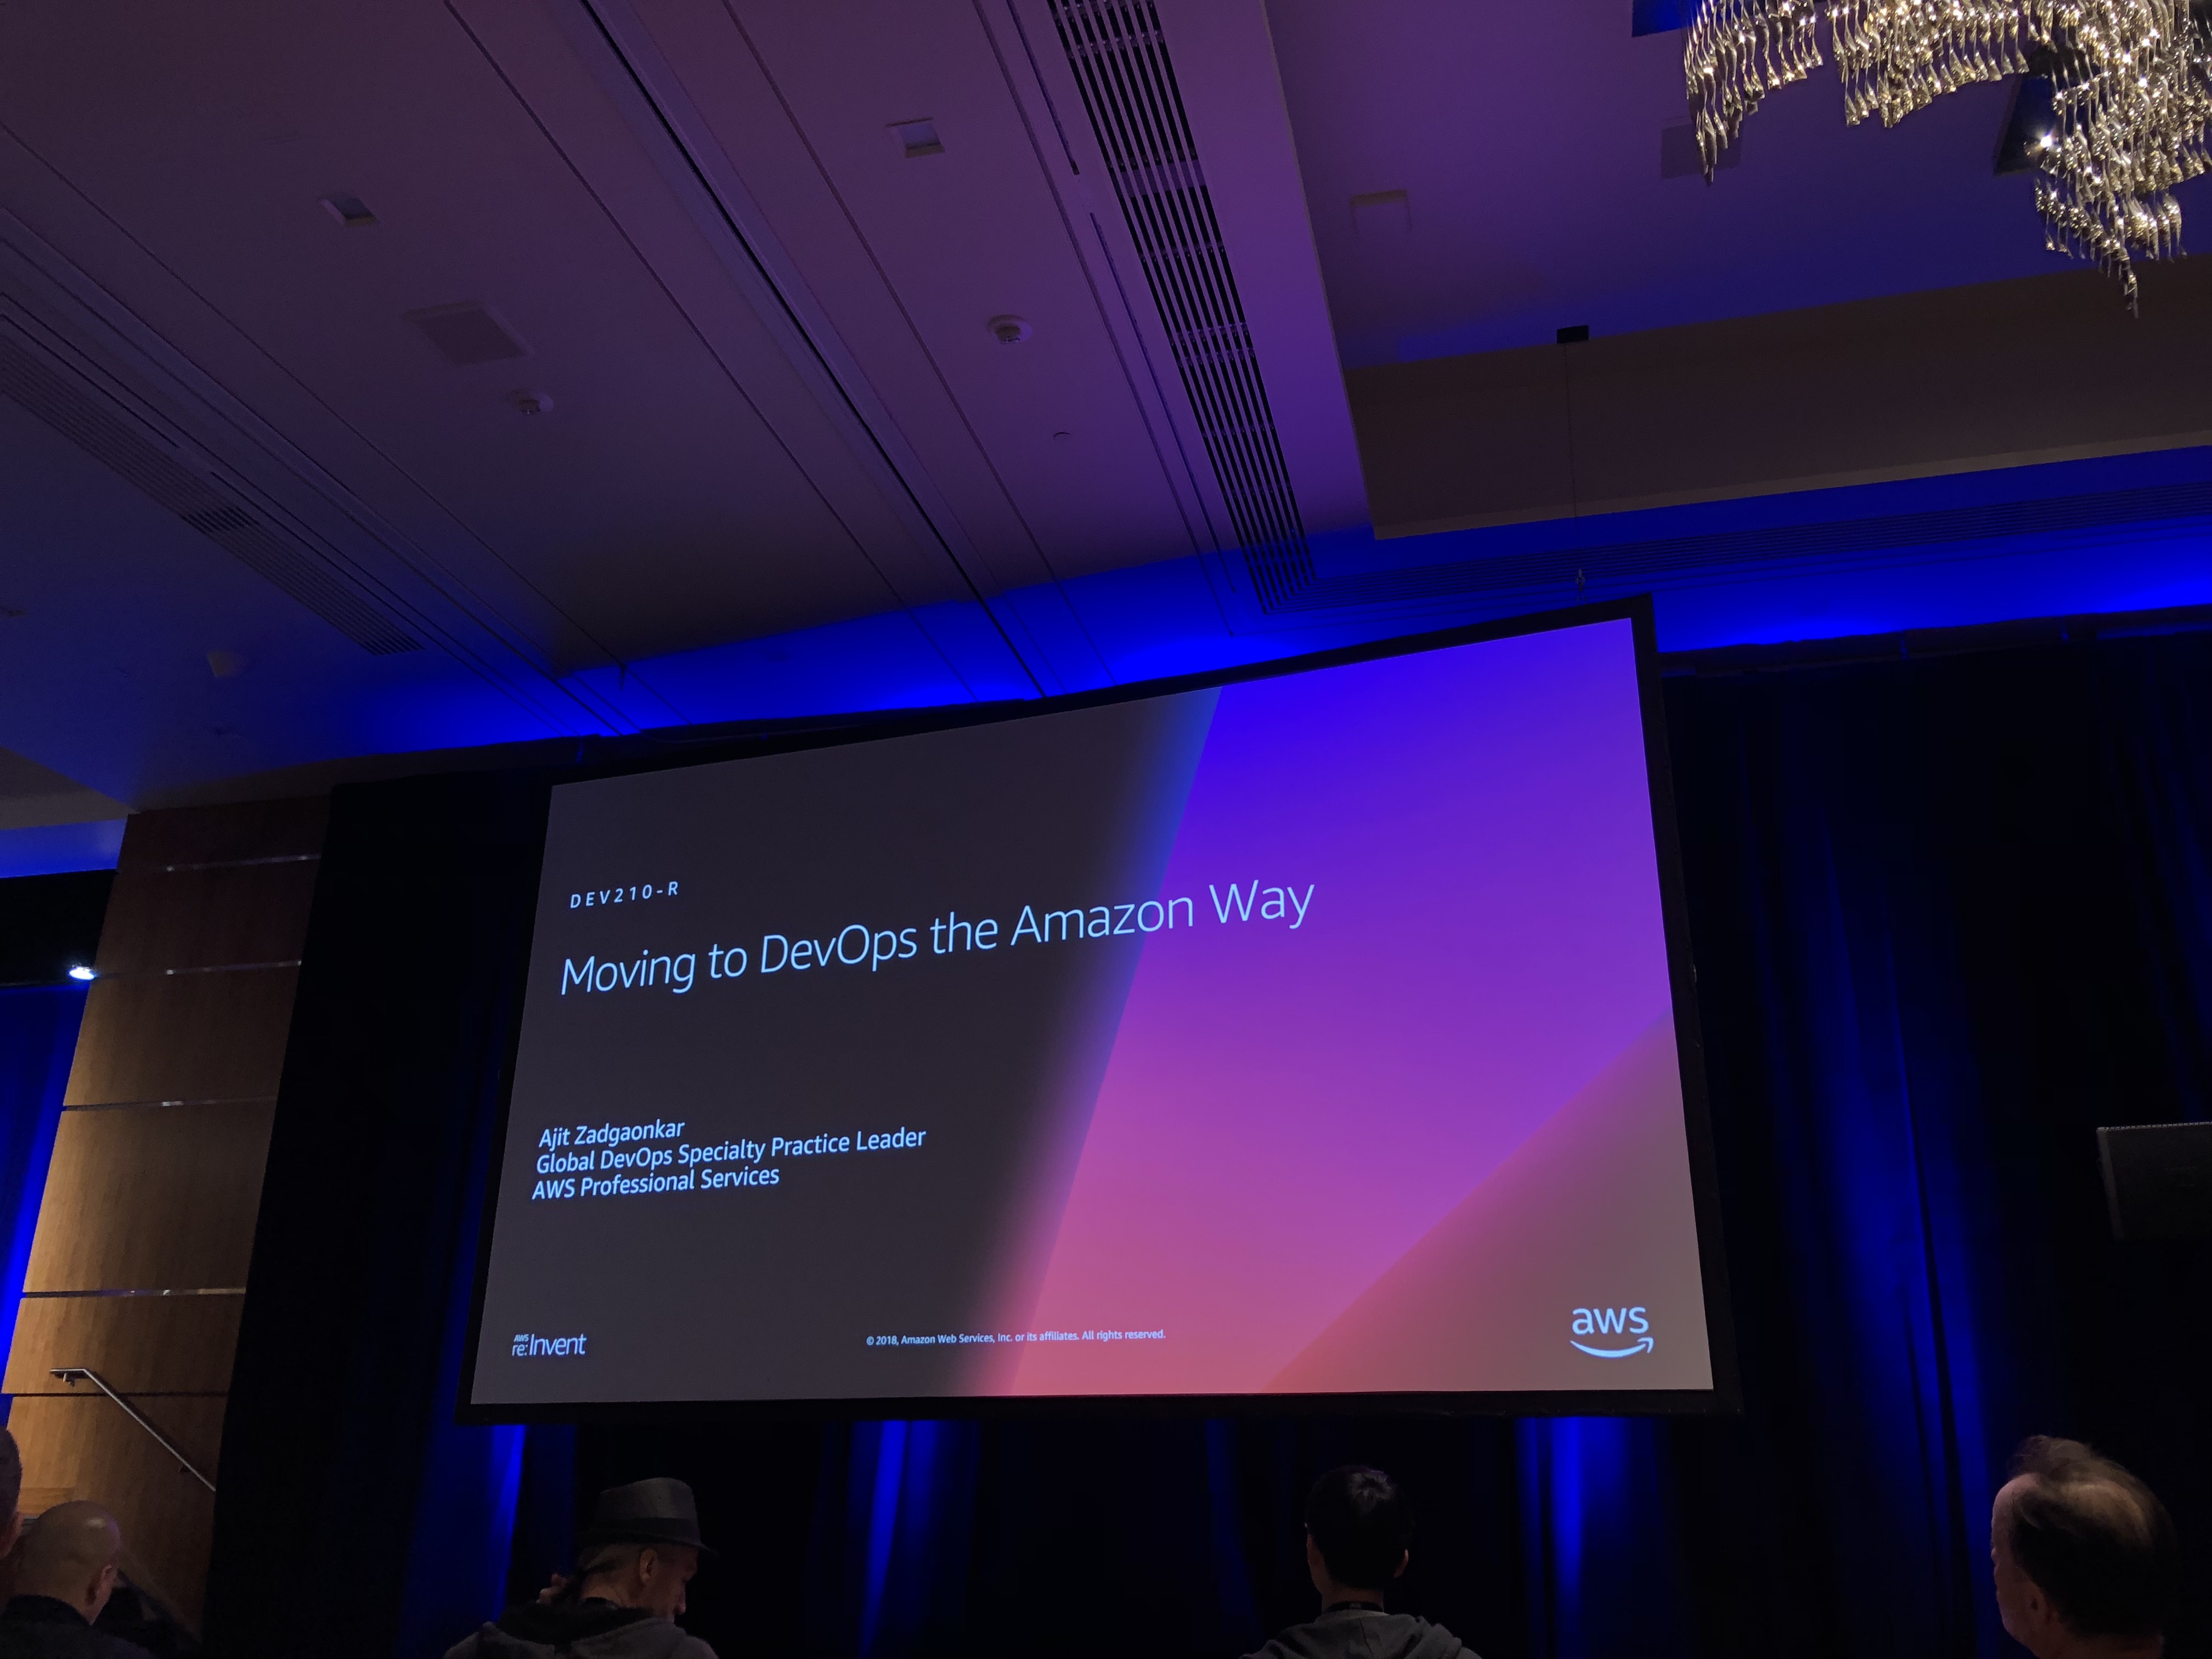 DEV210-R
Moving to DevOps the Amazon Way
Ajit Zadgaonkar
Global DevOps Specialty Practice Leader
AWS Professional Services
AWS
re:Invent
© 2018, Amazon Web Services, Inc. or its affiliates. All rights reserved.
aws